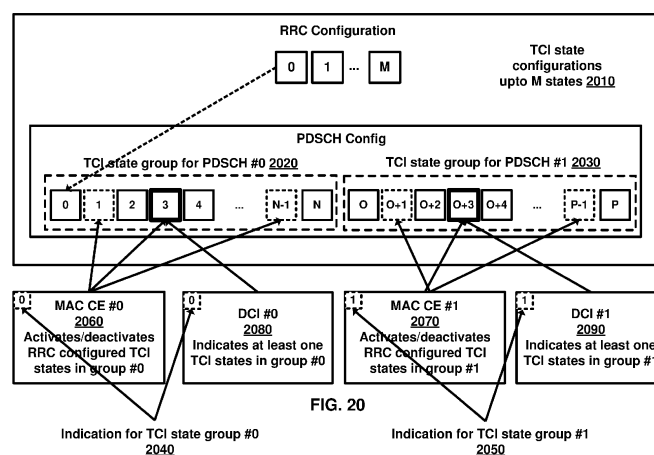 RRC Configuration
0 1 ... M
TCI state
configurations
upto M states 2010
PDSCH Config
TCI state group for PDSCH #0 2020
TCI state group for PDSCH #1 2030
0 1 2 3 4 ... N-1 N
O O+1 O+2 O+3 O+4 ... P-1 P
0
MAC CE #0
2060
Activates/deactivates
RRC configured TCI
states in group #0
0
DCI #0
2080
Indicates at least one
TCI states in group #0
1
MAC CE #1
2070
Activates/deactivates
RRC configured TCI
states in group #1
1
DCI #1
2090
Indicates at least one
TCI states in group #1
FIG. 20
Indication for TCI state group #0
2040
Indication for TCI state group #1
2050